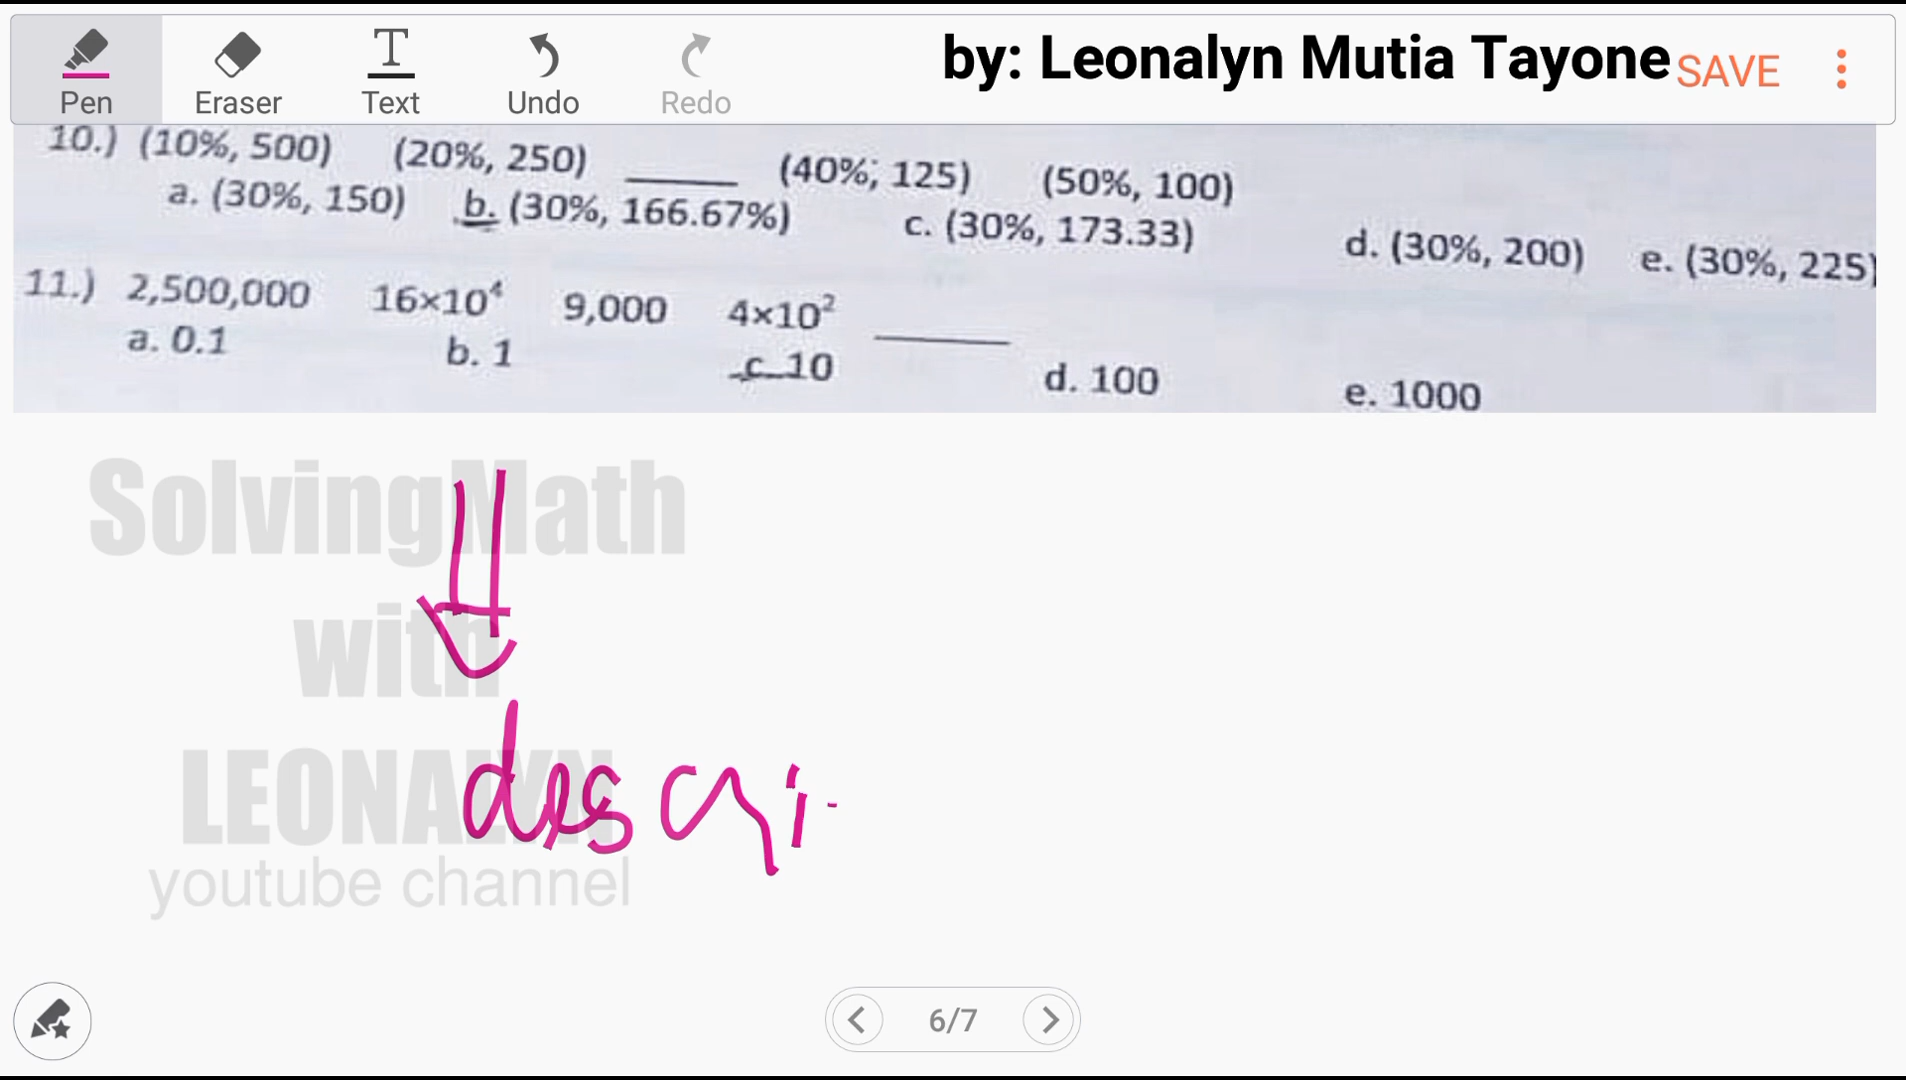 by: Leonalyn Mutia Tayone
SAVE
Pen
Eraser
Text
Undo
Redo
10.) (10%, 500) (20%, 250) ______ (40%; 125) (50%, 100)
a. (30%, 150) b. (30%, 166.67%) c. (30%, 173.33) d. (30%, 200) e. (30%, 225)
11.) 2,500,000 16×10⁴ 9,000 4×10² ______
a. 0.1 b. 1 c. 10 d. 100 e. 1000
SolvingMath
with
LEONALYN
youtube channel
6/7